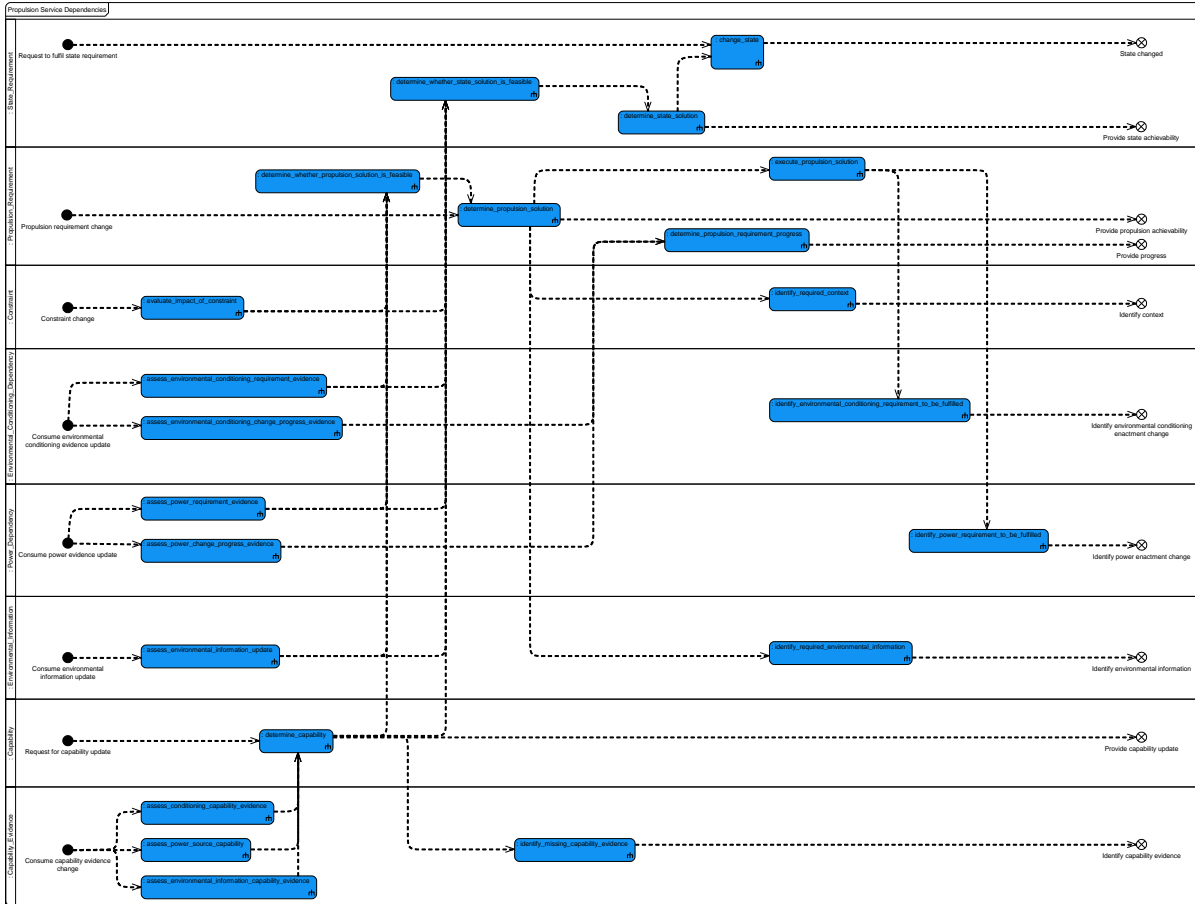 Propulsion Service Dependencies
: State_Requirement
Request to fulfil state requirement
: change_state
State changed
: determine_whether_state_solution_is_feasible
: determine_state_solution
Provide state achievability
: Propulsion_Requirement
: determine_whether_propulsion_solution_is_feasible
: execute_propulsion_solution
Propulsion requirement change
: determine_propulsion_solution
Provide propulsion achievability
: determine_propulsion_requirement_progress
Provide progress
: Constraint
Constraint change
: evaluate_impact_of_constraint
: identify_required_context
Identify context
: Environmental_Conditioning_Dependency
: assess_environmental_conditioning_requirement_evidence
Consume environmental
conditioning evidence update
: assess_environmental_conditioning_change_progress_evidence
: identify_environmental_conditioning_requirement_to_be_fulfilled
Identify environmental conditioning
enactment change
: Power_Dependency
: assess_power_requirement_evidence
Consume power evidence update
: assess_power_change_progress_evidence
: identify_power_requirement_to_be_fulfilled
Identify power enactment change
: Environmental_Information
Consume environmental
information update
: assess_environmental_information_update
: identify_required_environmental_information
Identify environmental information
: Capability
Request for capability update
: determine_capability
Provide capability update
: Capability_Evidence
: assess_conditioning_capability_evidence
Consume capability evidence
change
: assess_power_source_capability
: identify_missing_capability_evidence
Identify capability evidence
: assess_environmental_information_capability_evidence